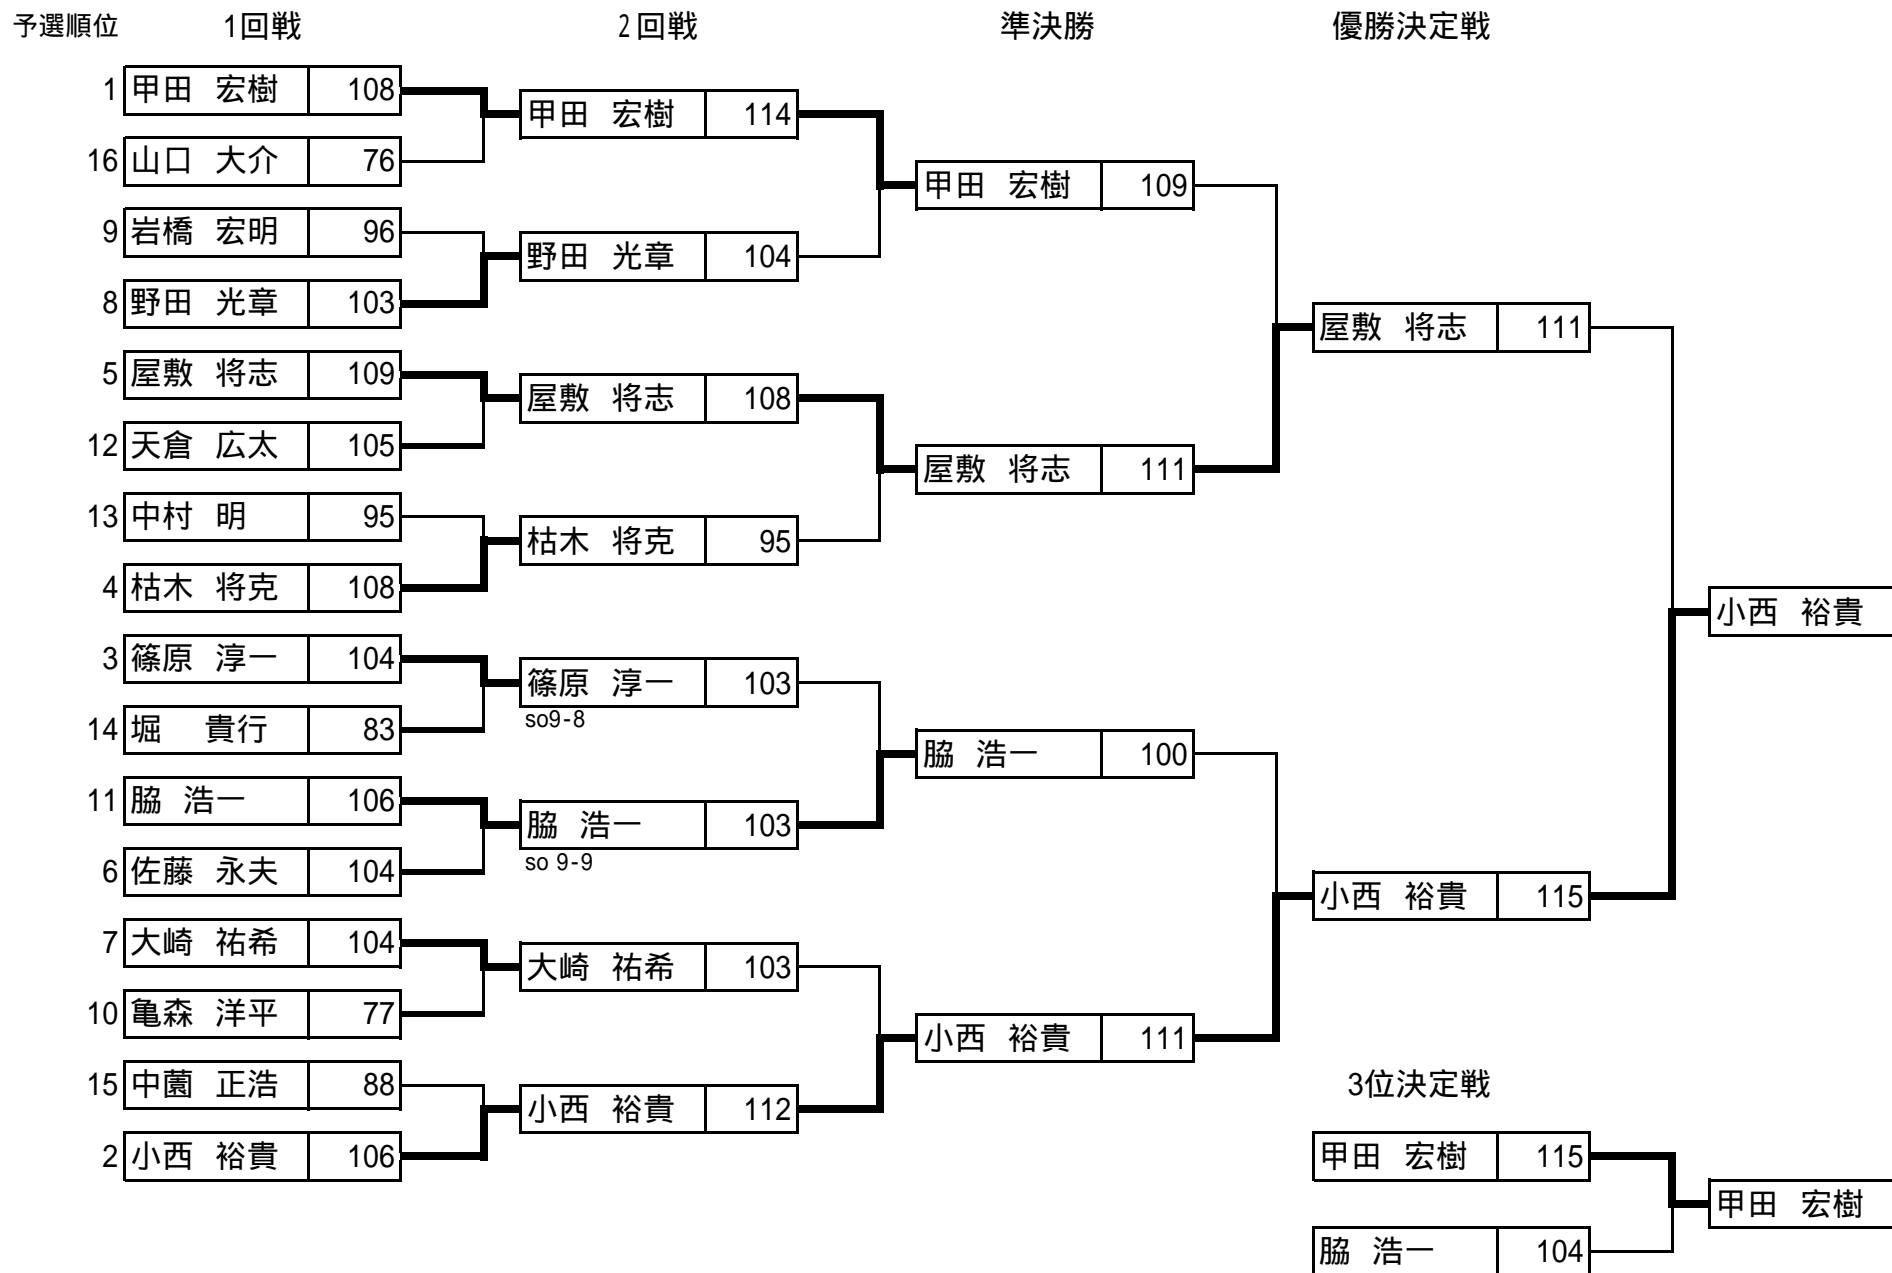 予選順位 1回戦 2回戦 準決勝 優勝決定戦
1 甲田 宏樹 108
甲田 宏樹 114
16 山口 大介 76
甲田 宏樹 109
9 岩橋 宏明 96
野田 光章 104
8 野田 光章 103
屋敷 将志 111
5 屋敷 将志 109
屋敷 将志 108
12 天倉 広太 105
屋敷 将志 111
13 中村 明 95
枯木 将克 95
4 枯木 将克 108
小西 裕貴
3 篠原 淳一 104
篠原 淳一 103
so9-8
14 堀 貴行 83
脇 浩一 100
11 脇 浩一 106
脇 浩一 103
so 9-9
6 佐藤 永夫 104
小西 裕貴 115
7 大崎 祐希 104
大崎 祐希 103
10 亀森 洋平 77
小西 裕貴 111
15 中薗 正浩 88
小西 裕貴 112
2 小西 裕貴 106
3位決定戦
甲田 宏樹 115
甲田 宏樹
脇 浩一 104